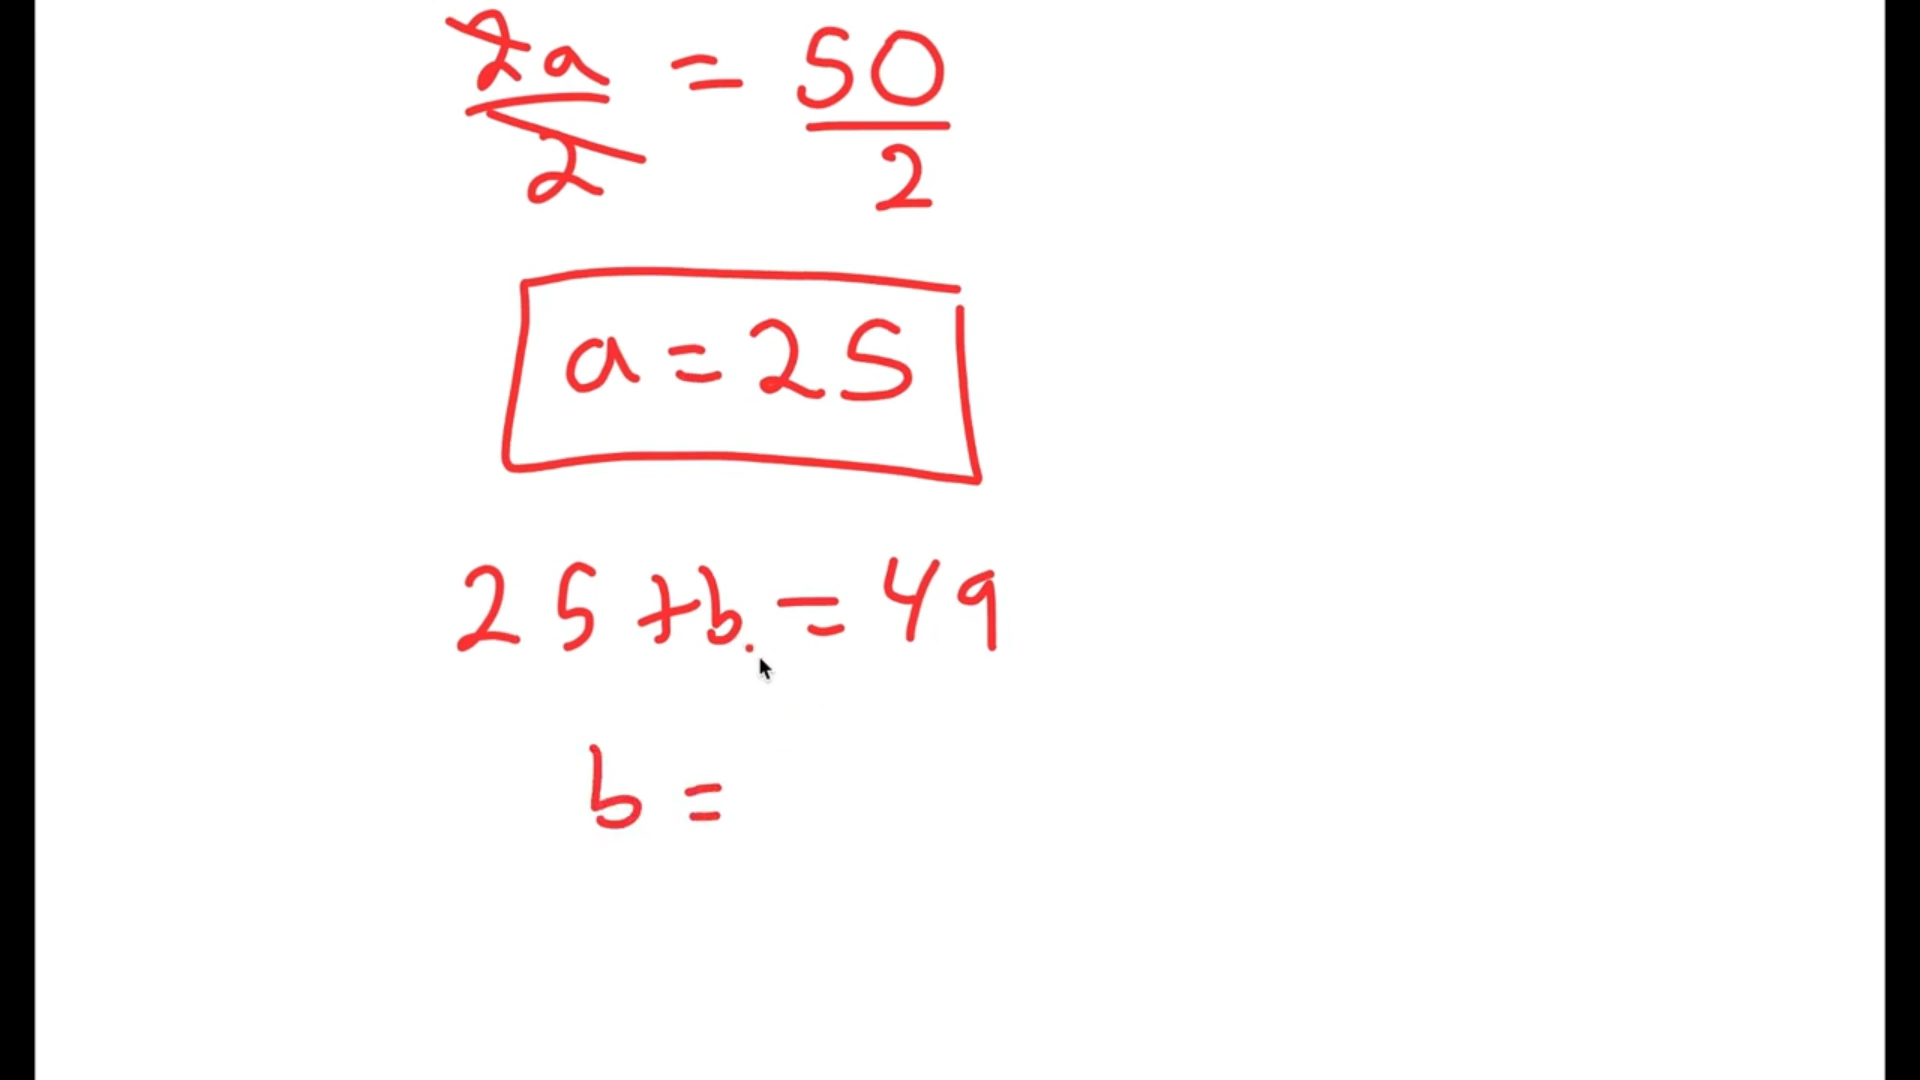 2a/2 = 50/2
a = 25
25 + b. = 49
b =